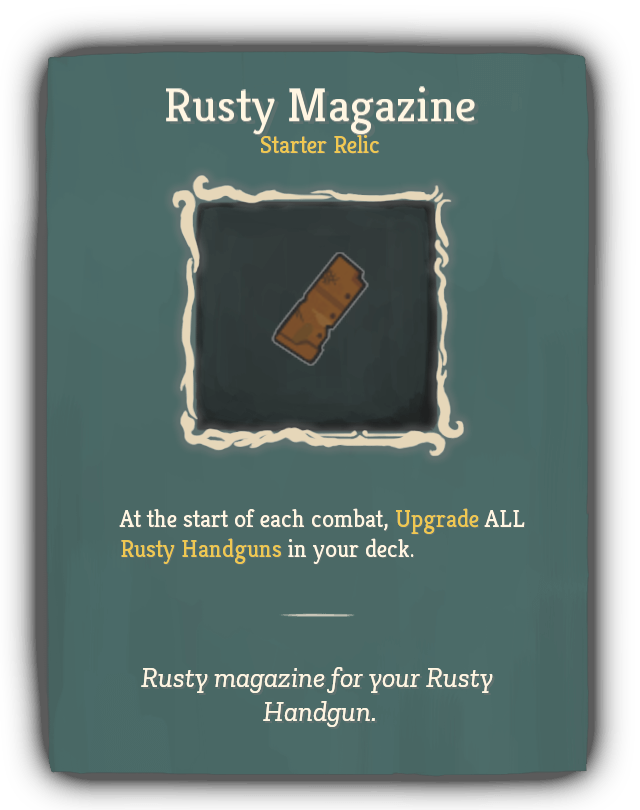 Rusty Magazine
Starter Relic
At the start of each combat, Upgrade ALL
Rusty Handguns in your deck.
Rusty magazine for your Rusty
Handgun.